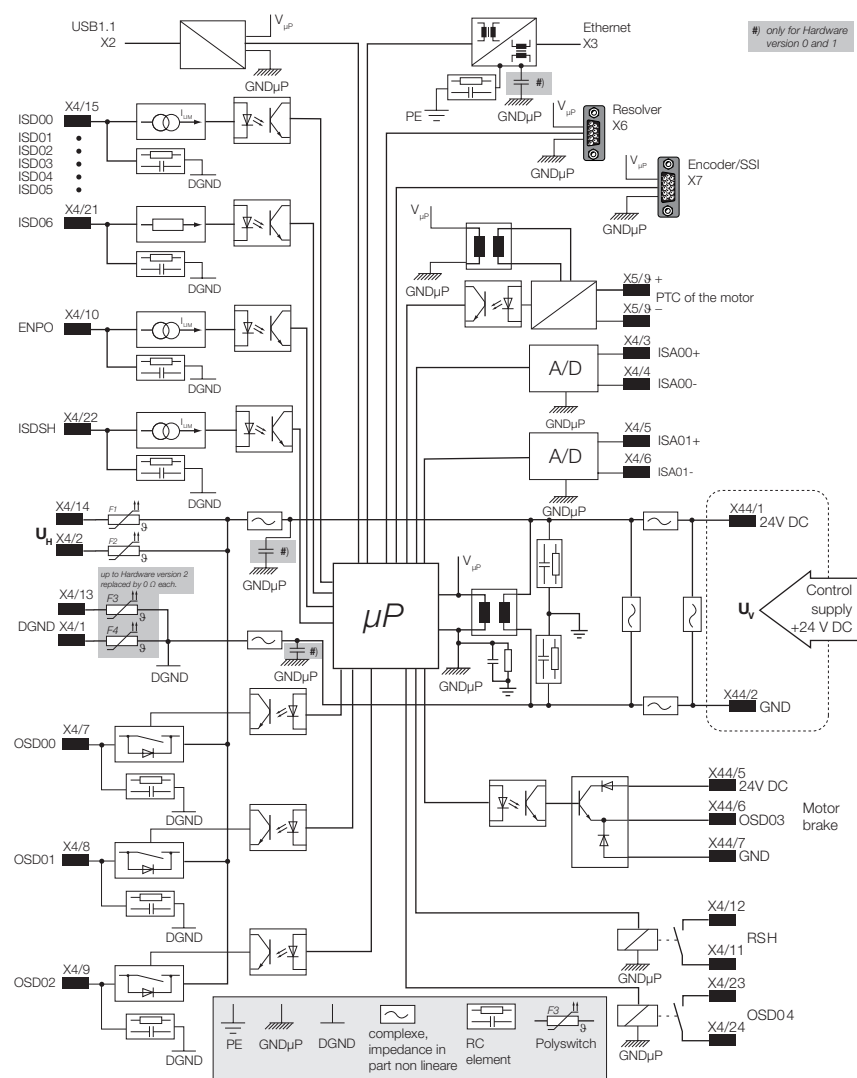 USB1.1
X2
VµP
GNDµP
Ethernet
X3
#) only for Hardware
version 0 and 1
#)
PE
GNDµP
Resolver
X6
VµP
GNDµP
Encoder/SSI
X7
VµP
GNDµP
ISD00
X4/15
ILIM
DGND
ISD01
ISD02
ISD03
ISD04
ISD05
ISD06
X4/21
DGND
VµP
GNDµP
X5/ϑ +
X5/ϑ –
PTC of the motor
ENPO
X4/10
ILIM
DGND
A/D
X4/3
ISA00+
X4/4
ISA00-
GNDµP
ISDSH
X4/22
ILIM
DGND
A/D
X4/5
ISA01+
X4/6
ISA01-
GNDµP
UH
X4/14
F1
ϑ
X4/2
F2
ϑ
#)
GNDµP
X44/1
24V DC
up to Hardware version 2
replaced by 0 Ω each.
X4/13
F3
ϑ
DGND
X4/1
F4
ϑ
DGND
#)
GNDµP
µP
VµP
GNDµP
UV
Control
supply
+24 V DC
X44/2
GND
OSD00
X4/7
DGND
X44/5
24V DC
X44/6
OSD03
X44/7
GND
Motor
brake
OSD01
X4/8
DGND
X4/12
RSH
X4/11
GNDµP
OSD02
X4/9
DGND
X4/23
OSD04
X4/24
GNDµP
PE
GNDµP
DGND
complexe,
impedance in
part non lineare
RC
element
F3
ϑ
Polyswitch